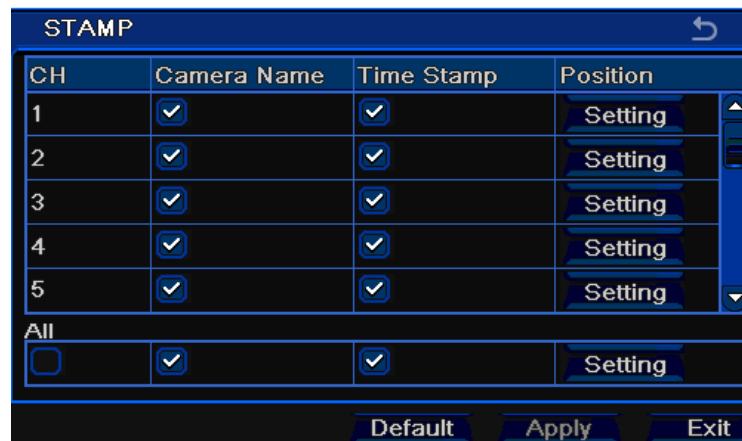 STAMP
CH Camera Name Time Stamp Position
1 Setting
2 Setting
3 Setting
4 Setting
5 Setting
All
Setting
Default Apply Exit